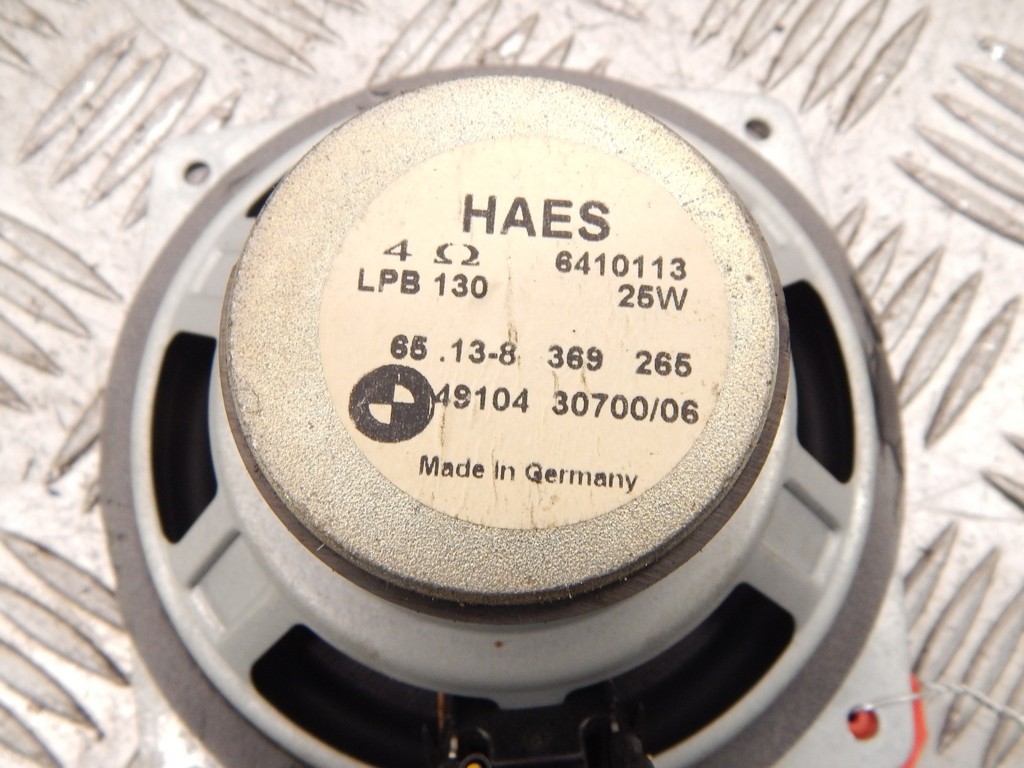 HAES
4 Ω 6410113
LPB 130 25W
65 .13-8 369 265
49104 30700/06
Made in Germany